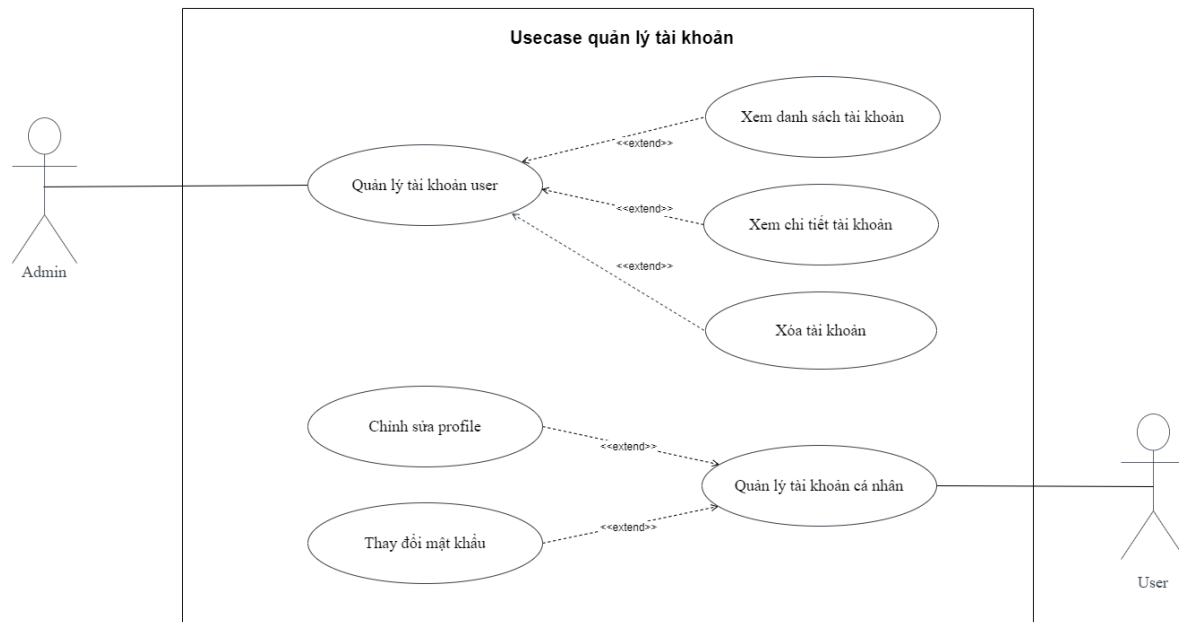 Usecase quản lý tài khoản
Xem danh sách tài khoản
<<extend>>
Quản lý tài khoản user
<<extend>>
Xem chi tiết tài khoản
<<extend>>
Admin
Xóa tài khoản
Chỉnh sửa profile
<<extend>>
Quản lý tài khoản cá nhân
<<extend>>
Thay đổi mật khẩu
User